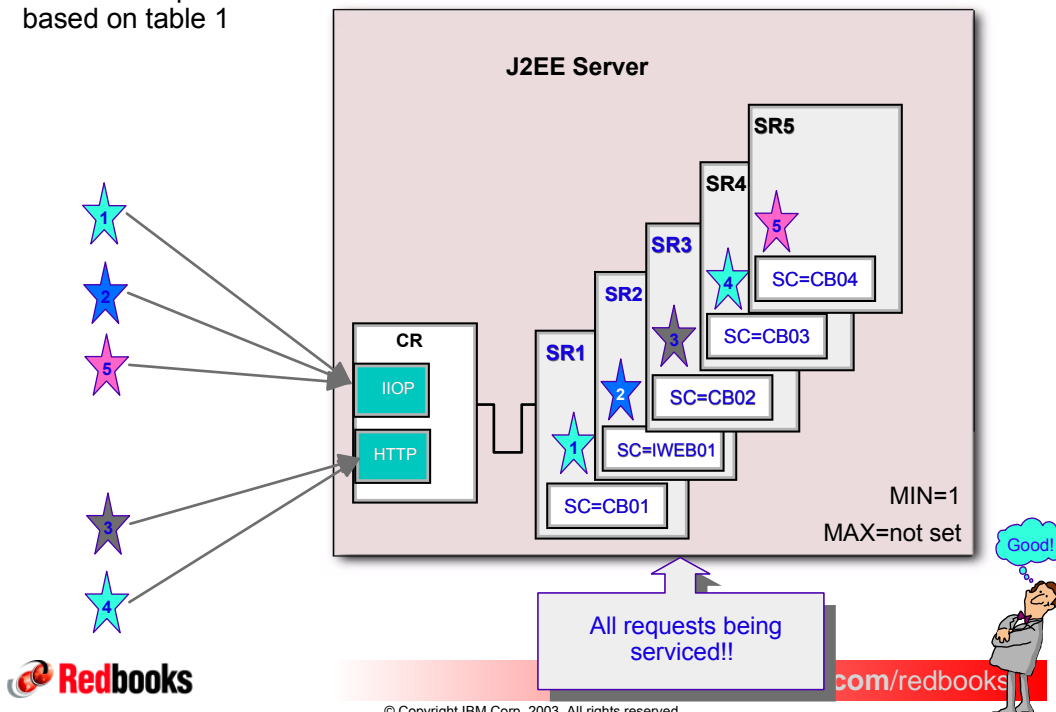 based on table 1
J2EE Server
1
2
5
3
4
CR
IIOP
HTTP
SR1
1
SC=CB01
SR2
2
SC=IWEB01
SR3
3
SC=CB02
SR4
4
SC=CB03
SR5
5
SC=CB04
MIN=1
MAX=not set
Good!
All requests being
serviced!!
Redbooks
com/redbooks
© Copyright IBM Corp. 2003. All rights reserved